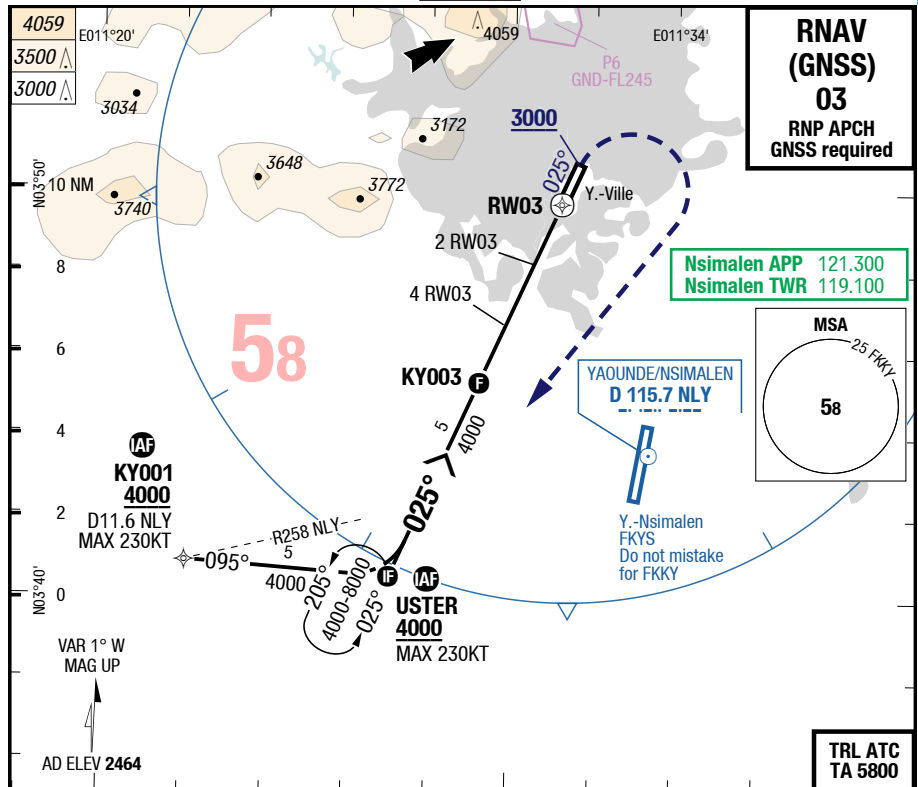 4059
3500
3000
E011°20'
4059
E011°34'
P6
GND-FL245
RNAV
(GNSS)
03
RNP APCH
GNSS required
3034
3172
3000
3648
025°
N03°50'
10 NM
3740
3772
RW03
Y.-Ville
2 RW03
8
Nsimalen APP 121.300
Nsimalen TWR 119.100
4 RW03
58
6
MSA
25 FKKY
58
KY003
F
YAOUNDE/NSIMALEN
D 115.7 NLY
5
4000
4
IAF
KY001
4000
D11.6 NLY
MAX 230KT
2
025°
R258 NLY
5
095°
4000
Y.-Nsimalen
FKYS
Do not mistake
for FKKY
N03°40'
0
205°
4000-8000
025°
IF
IAF
USTER
4000
MAX 230KT
VAR 1° W
MAG UP
AD ELEV 2464
TRL ATC
TA 5800